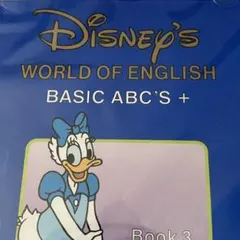 DISNEY'S
WORLD OF ENGLISH
BASIC ABC'S +
Book 3